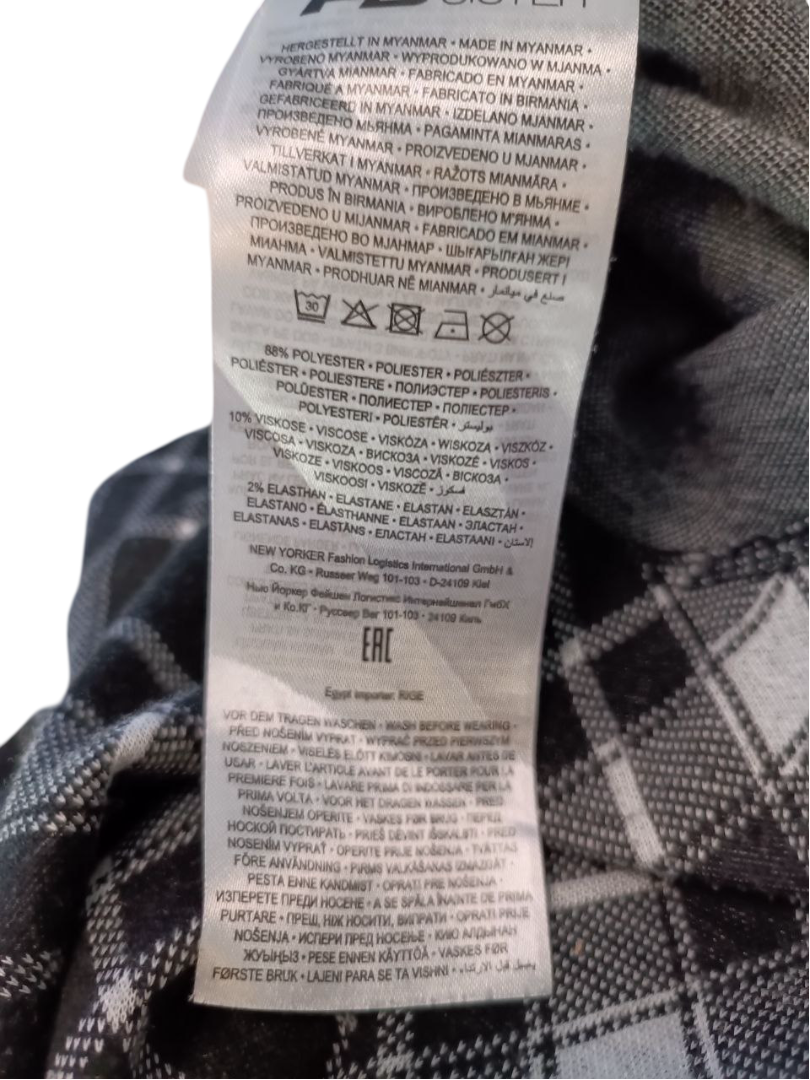 SISTER
HERGESTELLT IN MYANMAR • MADE IN MYANMAR •
VYROBENO MYANMAR • WYPRODUKOWANO W MJANMA •
GYÁRTVA MIANMAR • FABRICADO EN MYANMAR •
FABRIQUE A MYANMAR • FABRICATO IN BIRMANIA •
GEFABRICEERD IN MYANMAR • IZDELANO MJANMAR •
ПРОИЗВЕДЕНО МЬЯНМА • PAGAMINTA MIANMARAS •
VYROBENÉ MYANMAR • PROIZVEDENO U MJANMAR •
TILLVERKAT I MYANMAR • RAŽOTS MIANMĀRA •
VALMISTATUD MYANMAR • ПРОИЗВЕДЕНО В МЬЯНМЕ •
PRODUS ÎN BIRMANIA • ВИРОБЛЕНО М'ЯНМА •
PROIZVEDENO U MIJANMAR • FABRICADO EM MIANMAR •
ПРОИЗВЕДЕНО ВО МЈАНМАР • ШЫҒАРЫЛҒАН ЖЕРІ
МИАНМА • VALMISTETTU MYANMAR • PRODUSERT I
MYANMAR • PRODHUAR NË MIANMAR • صنع في ميانمار
30
88% POLYESTER • POLIESTER • POLIÉSZTER •
POLIÉSTER • POLIESTERE • ПОЛИЭСТЕР • POLIESTERIS •
POLÜESTER • ПОЛИЕСТЕР • ПОЛІЕСТЕР •
POLYESTERI • POLIESTËR • بوليستر
10% VISKOSE • VISCOSE • VISKÓZA • WISKOZA • VISZKÓZ •
VISCOSA • VISKOZA • ВИСКОЗА • VISKOZĖ • VISKOS •
VISKOZE • VISKOOS • VISCOZĂ • ВІСКОЗА •
VISKOOSI • VISKOZË • فسكوز
2% ELASTHAN • ELASTANE • ELASTAN • ELASZTÁN •
ELASTANO • ÉLASTHANNE • ELASTAAN • ЭЛАСТАН •
ELASTANAS • ELASTĀNS • ЕЛАСТАН • ELASTAANI • الاستان
NEW YORKER Fashion Logistics International GmbH &
Co. KG • Russeer Weg 101-103 • D-24109 Kiel
Нью Йоркер Фейшен Логистикс Интернейшенел ГмбХ
и Ко.КГ • Руссеер Вег 101-103 • 24109 Киль
EAC
Egypt importer: RIGE
VOR DEM TRAGEN WASCHEN • WASH BEFORE WEARING •
PŘED NOŠENÍM VYPRAT • WYPRAĆ PRZED PIERWSZYM
NOSZENIEM • VISELÉS ELŐTT KIMOSNI • LAVAR ANTES DE
USAR • LAVER L'ARTICLE AVANT DE LE PORTER POUR LA
PREMIERE FOIS • LAVARE PRIMA DI INDOSSARE PER LA
PRIMA VOLTA • VOOR HET DRAGEN WASSEN • PRED
NOŠENJEM OPERITE • VASKES FØR BRUG • ПЕРЕД
НОСКОЙ ПОСТИРАТЬ • PRIEŠ DĖVINT IŠSKALBTI • PRED
NOSENÍM VYPRAŤ • OPERITE PRIJE NOŠENJA • TVÄTTAS
FÖRE ANVÄNDNING • PIRMS VALKĀŠANAS IZMAZGĀT •
PESTA ENNE KANDMIST • OPRATI PRE NOŠENJA •
ИЗПЕРЕТЕ ПРЕДИ НОСЕНЕ • A SE SPĂLA ÎNAINTE DE PRIMA
PURTARE • ПРЕШ, НІЖ НОСИТИ, ВИПРАТИ • OPRATI PRIJE
NOŠENJA • ИСПЕРИ ПРЕД НОСЕЊЕ • КИЮ АЛДЫНАН
ЖУЫҢЫЗ • PESE ENNEN KÄYTTÖÄ • VASKES FØR
FØRSTE BRUK • LAJENI PARA SE TA VISHNI • يغسل قبل الارتداء